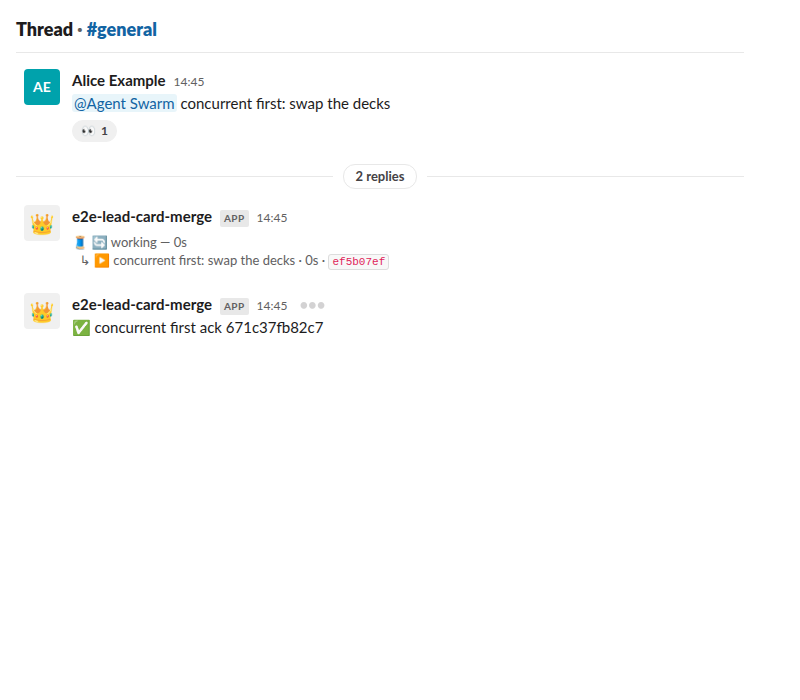 Thread • #general
AE
Alice Example 14:45
@Agent Swarm concurrent first: swap the decks
👀 1
2 replies
e2e-lead-card-merge APP 14:45
🧵 🔄 working — 0s
↳ ▶️ concurrent first: swap the decks · 0s · ef5b07ef
e2e-lead-card-merge APP 14:45
✅ concurrent first ack 671c37fb82c7